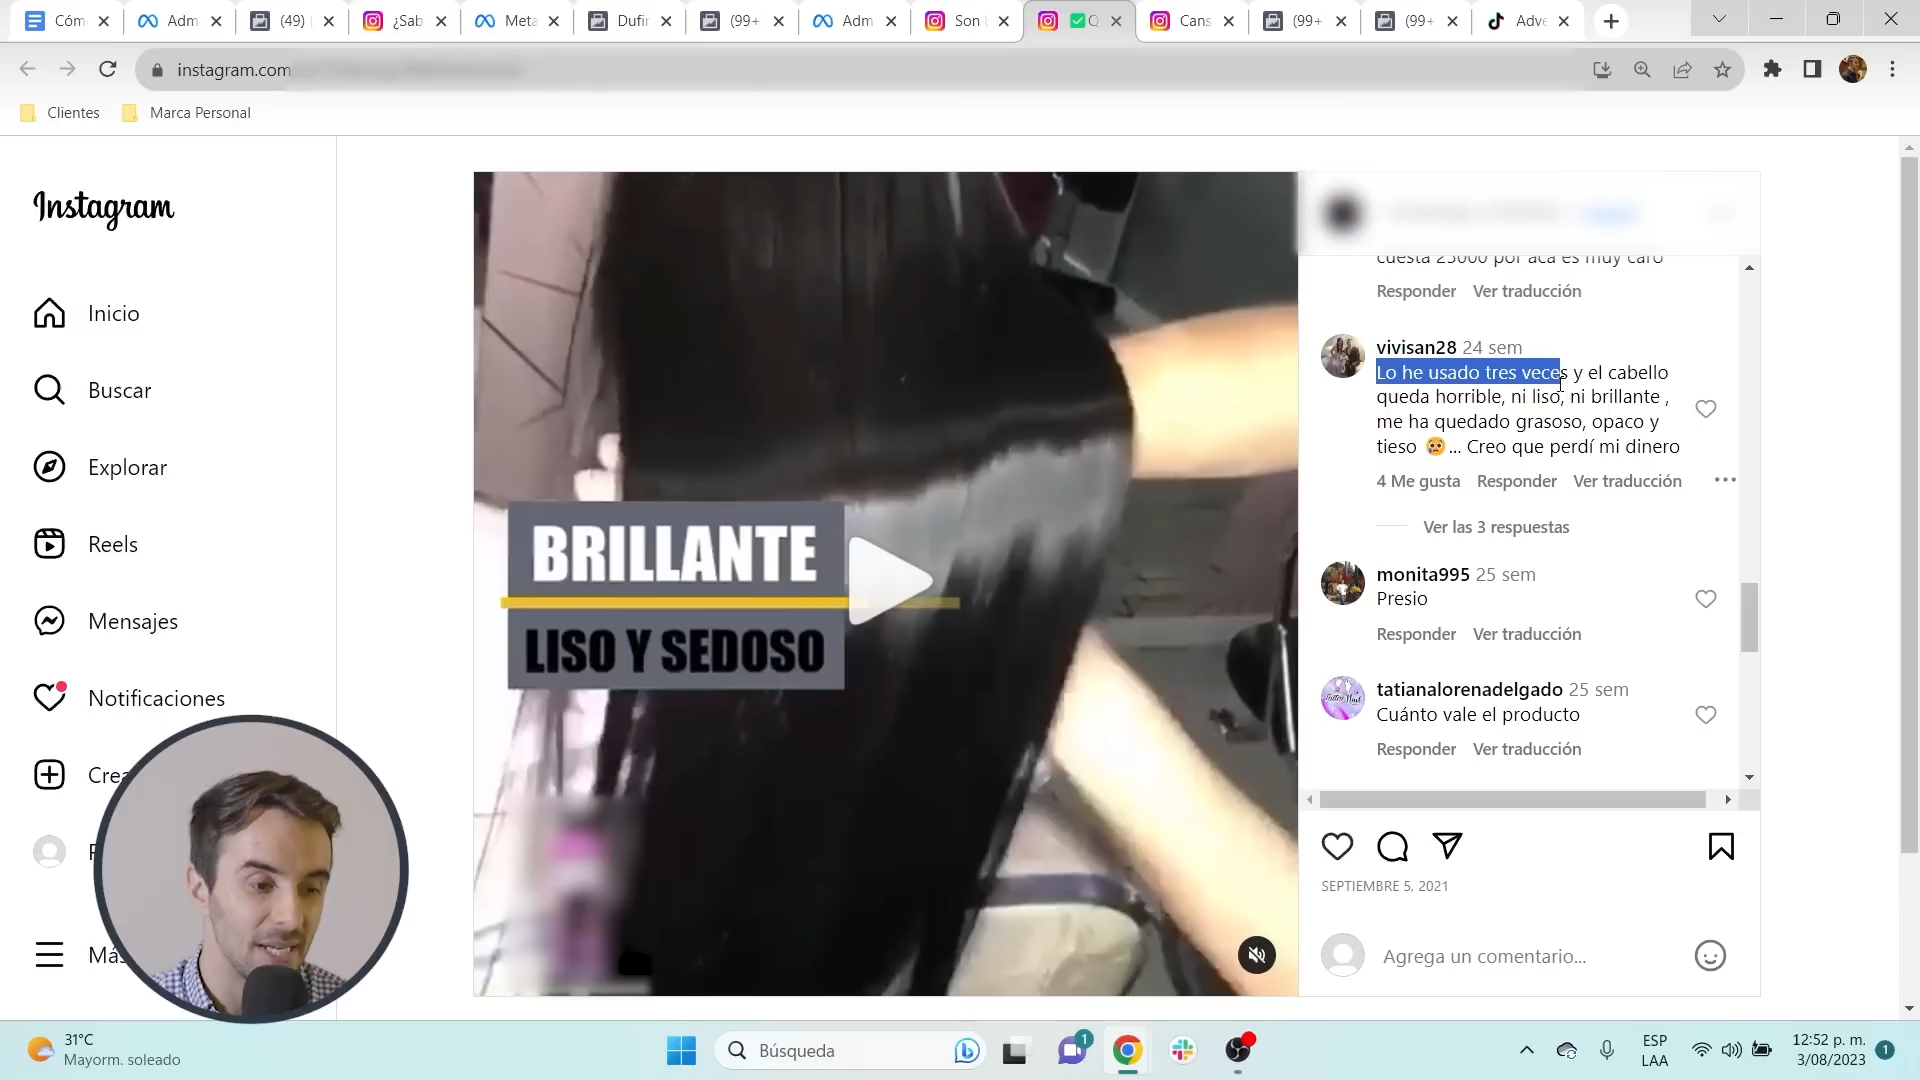 Cóm
Adm
(49)
¿Sab
Meta
Dufin
(99+
Adm
Son
Q
Cans
(99+
(99+
Adve
instagram.com
Clientes
Marca Personal
Instagram
Inicio
Buscar
Explorar
Reels
Mensajes
Notificaciones
Crea
Más
BRILLANTE
LISO Y SEDOSO
cuesta 25000 por acá es muy caro
Responder Ver traducción
vivisan28 24 sem
Lo he usado tres veces y el cabello
queda horrible, ni liso, ni brillante ,
me ha quedado grasoso, opaco y
tieso 😢... Creo que perdí mi dinero
4 Me gusta Responder Ver traducción
Ver las 3 respuestas
monita995 25 sem
Presio
Responder Ver traducción
tatianalorenadelgado 25 sem
Cuánto vale el producto
Responder Ver traducción
SEPTIEMBRE 5, 2021
Agrega un comentario...
31°C
Mayorm. soleado
Búsqueda
1
ESP
LAA
12:52 p. m.
3/08/2023
1